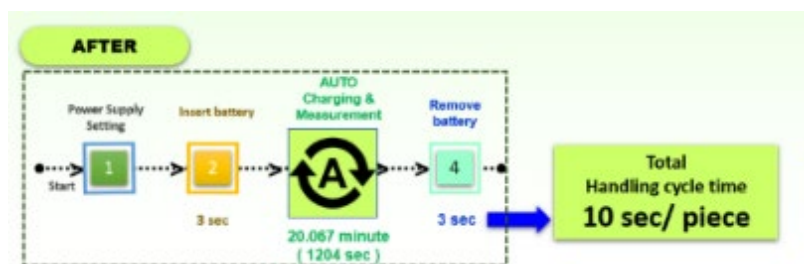 AFTER
Power Supply
Setting
Insert battery
AUTO
Charging &
Measurement
Remove
battery
Start
1
2
A
4
3 sec
20.067 minute
( 1204 sec )
3 sec
Total
Handling cycle time
10 sec/ piece